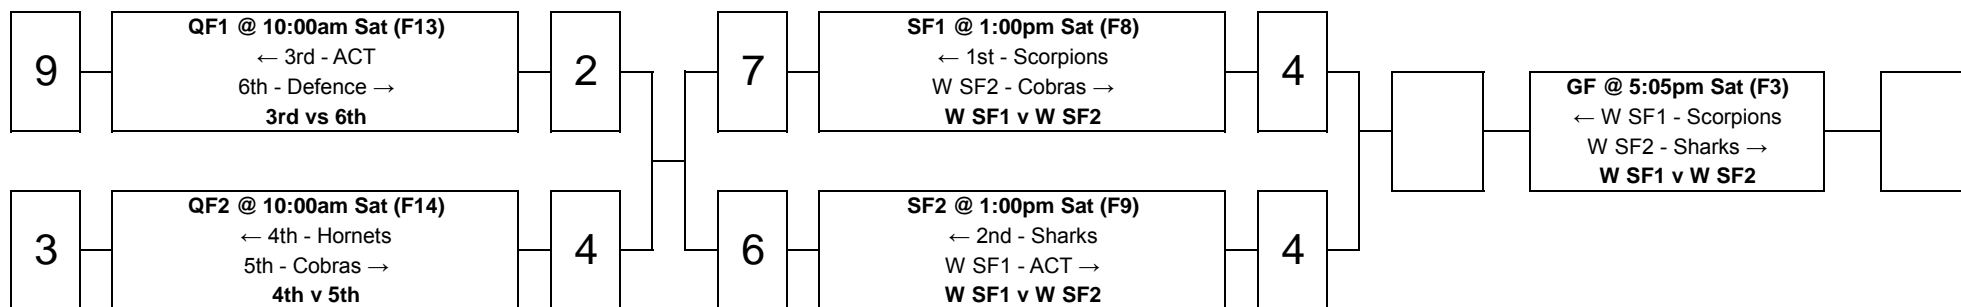 9
QF1 @ 10:00am Sat (F13)
← 3rd - ACT
6th - Defence →
3rd vs 6th
2
7
SF1 @ 1:00pm Sat (F8)
← 1st - Scorpions
W SF2 - Cobras →
W SF1 v W SF2
4
GF @ 5:05pm Sat (F3)
← W SF1 - Scorpions
W SF2 - Sharks →
W SF1 v W SF2
3
QF2 @ 10:00am Sat (F14)
← 4th - Hornets
5th - Cobras →
4th v 5th
4
6
SF2 @ 1:00pm Sat (F9)
← 2nd - Sharks
W SF1 - ACT →
W SF1 v W SF2
4